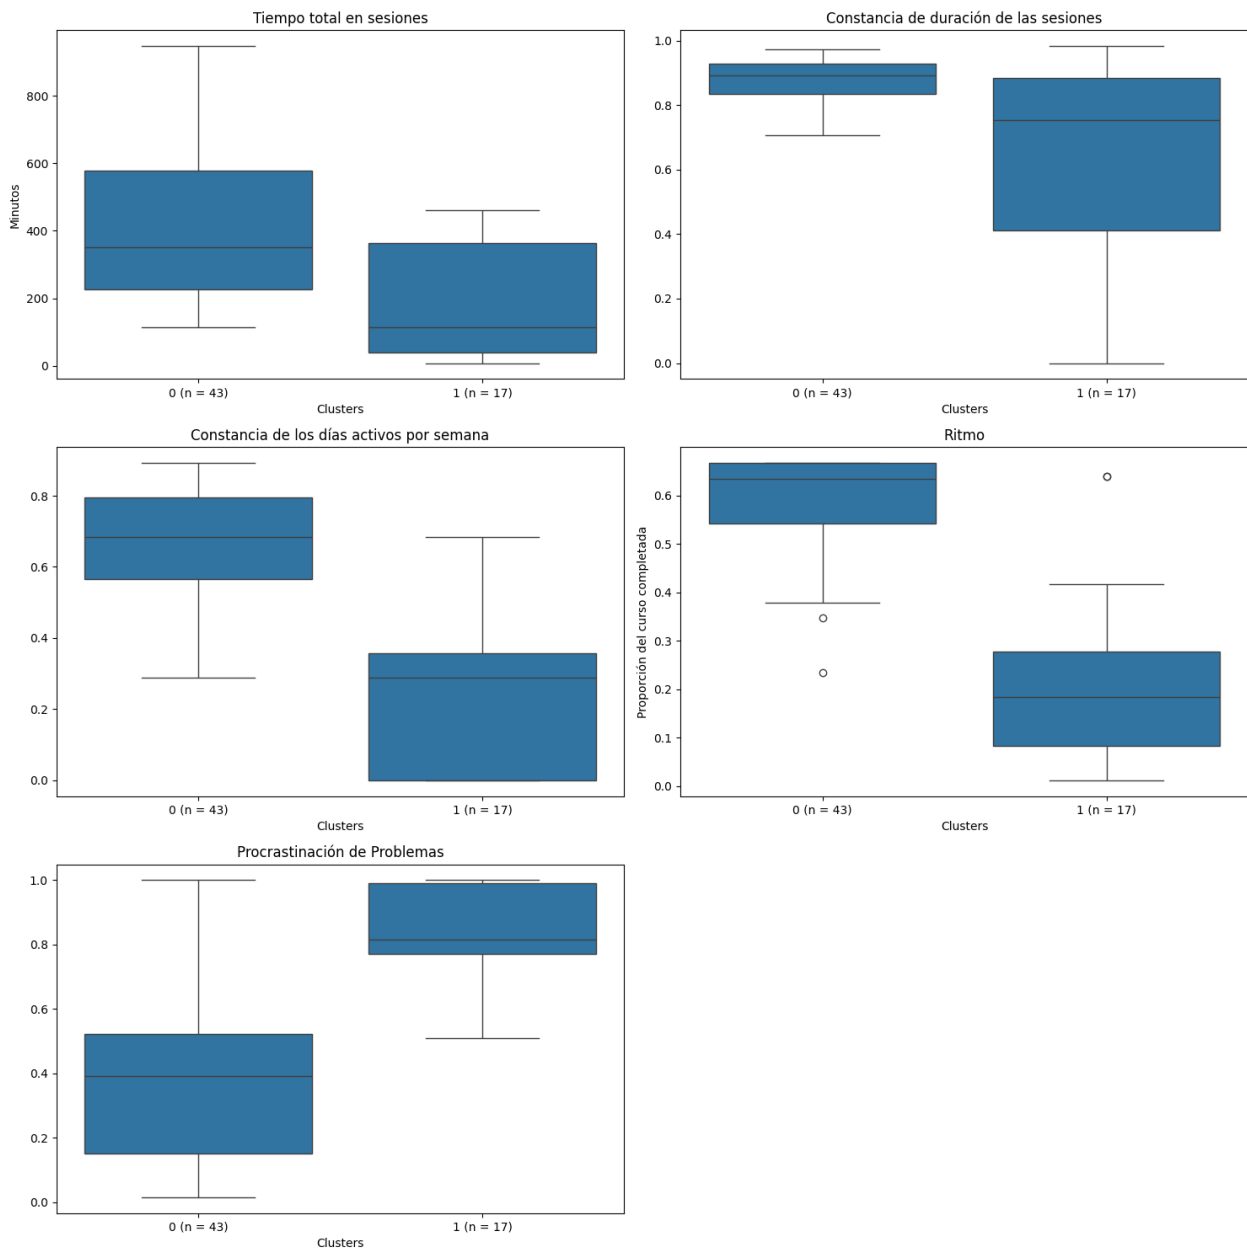 Tiempo total en sesiones
Minutos
800
600
400
200
0
0 (n = 43)
1 (n = 17)
Clusters
Constancia de duración de las sesiones
1.0
0.8
0.6
0.4
0.2
0.0
0 (n = 43)
1 (n = 17)
Clusters
Constancia de los días activos por semana
0.8
0.6
0.4
0.2
0.0
0 (n = 43)
1 (n = 17)
Clusters
Ritmo
Proporción del curso completada
0.6
0.5
0.4
0.3
0.2
0.1
0.0
0 (n = 43)
1 (n = 17)
Clusters
Procrastinación de Problemas
1.0
0.8
0.6
0.4
0.2
0.0
0 (n = 43)
1 (n = 17)
Clusters